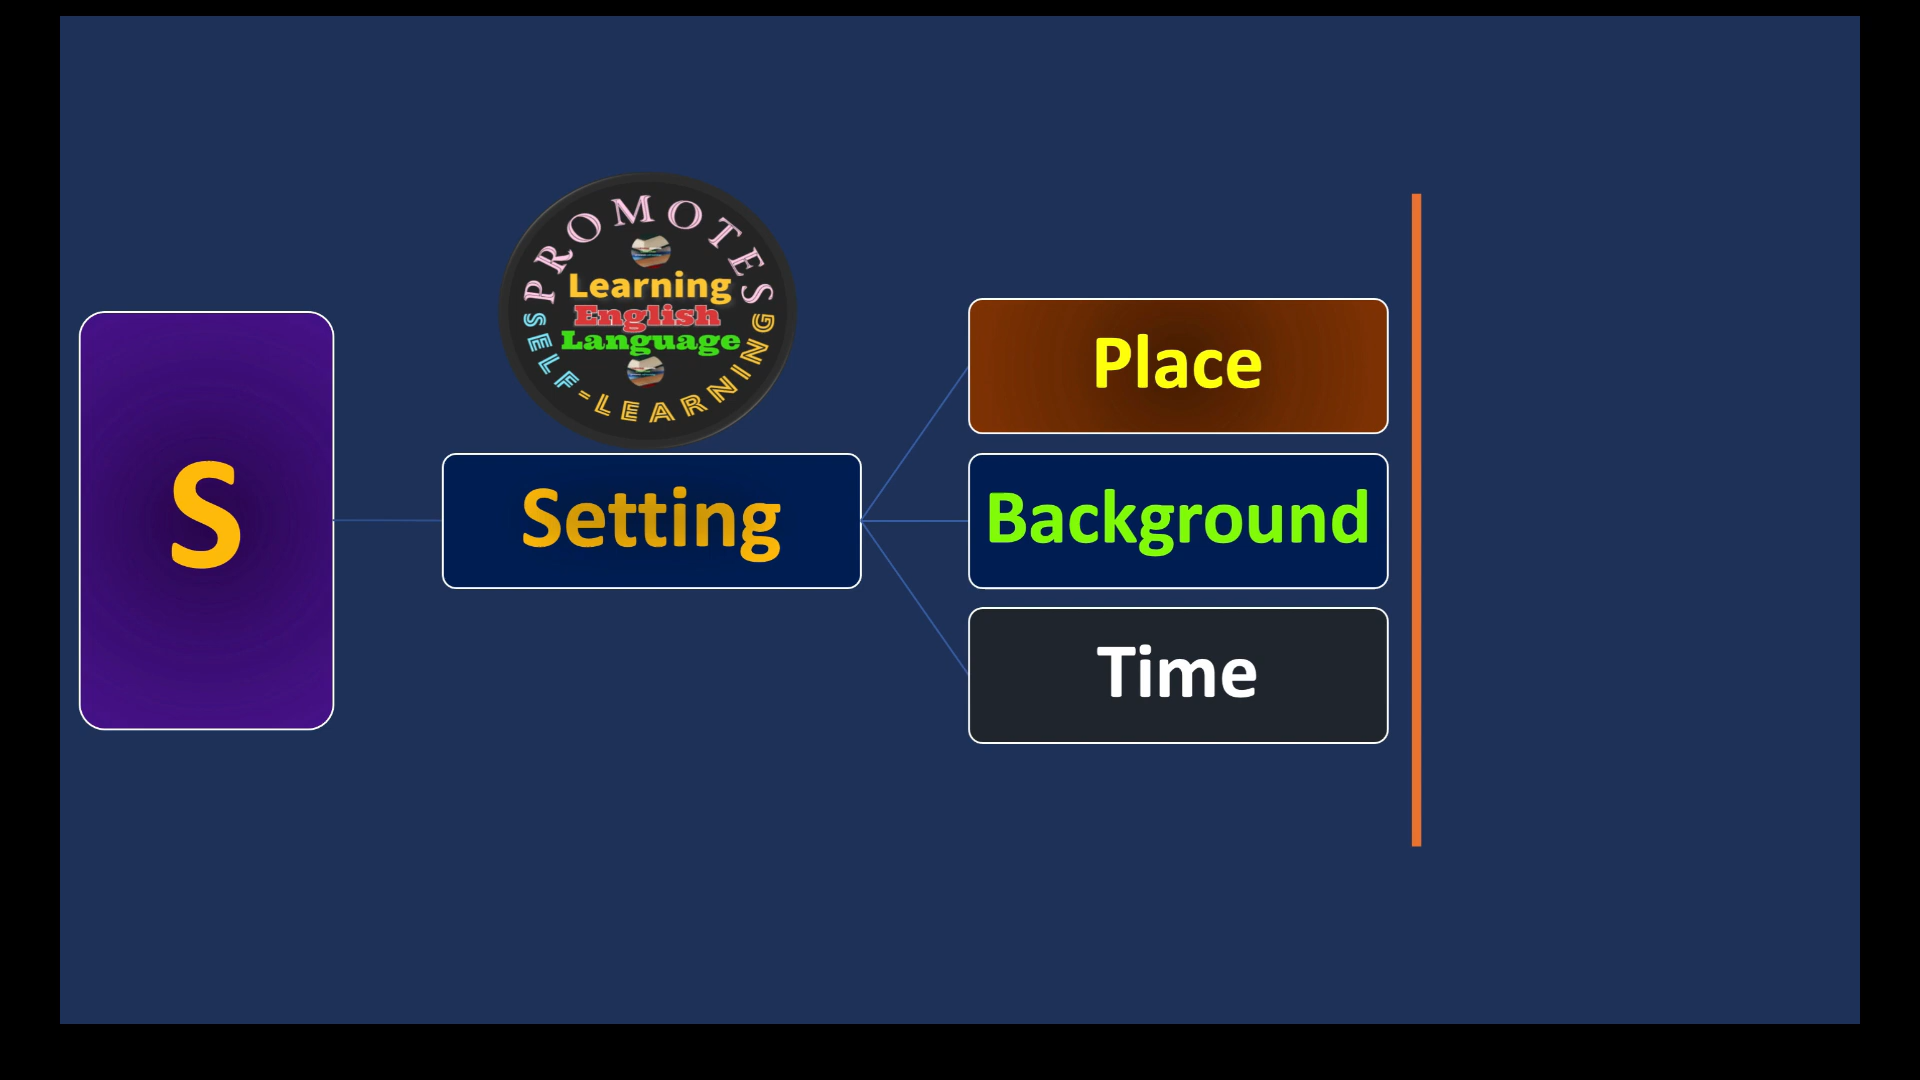 PROMOTES
Learning
English
Language
SELF-LEARNING
S
Setting
Place
Background
Time